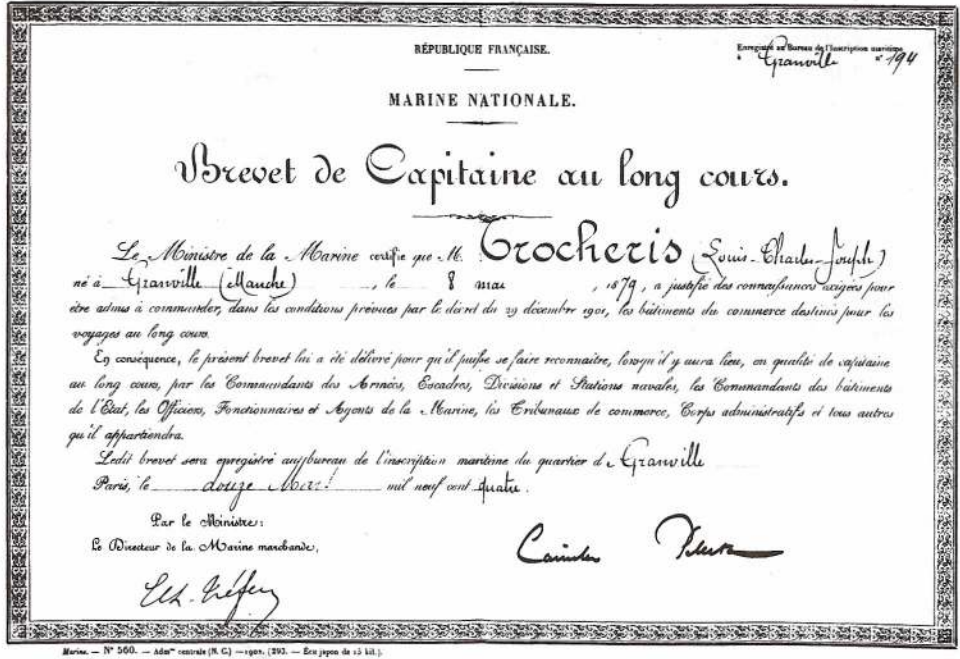 RÉPUBLIQUE FRANÇAISE.
Enregistré au Bureau de l'Inscription maritime
à Granville n° 194
MARINE NATIONALE.
Brevet de Capitaine au long cours.
Le Ministre de la Marine certifie que M. Trocheris (Louis-Charles-Joseph)
né à Granville (Manche), le 8 mai, 1879, a justifié des connaissances exigées pour
être admis à commander, dans les conditions prévues par le décret du 29 décembre 1901, les bâtiments du commerce destinés pour les
voyages au long cours.
En conséquence, le présent brevet lui a été délivré pour qu'il puisse se faire reconnaître, lorsqu'il y aura lieu, en qualité de capitaine
au long cours, par les Commandants des Armées, Escadres, Divisions et Stations navales, les Commandants des bâtiments
de l'État, les Officiers, Fonctionnaires et Agents de la Marine, les Tribunaux de commerce, Corps administratifs et tous autres
qu'il appartiendra.
Ledit brevet sera enregistré au bureau de l'inscription maritime du quartier de Granville
Paris, le douze mil neuf cent quatre.
Par le Ministre:
Le Directeur de la Marine marchande,
Camille Pelletan
Marine. — N° 560. — Adm<sup>on</sup> centrale (N. C.) — 1902. (293. — Écu japon de 15 kil.).